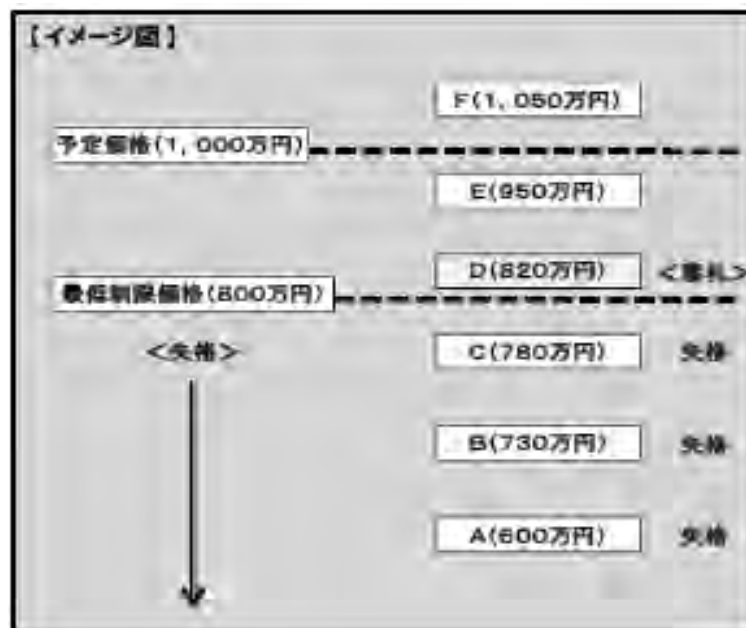 【イメージ図】
F(1,050万円)
予定価格(1,000万円)
E(950万円)
D(820万円) <落札>
最低制限価格(800万円)
<失格>
C(780万円) 失格
B(730万円) 失格
A(600万円) 失格